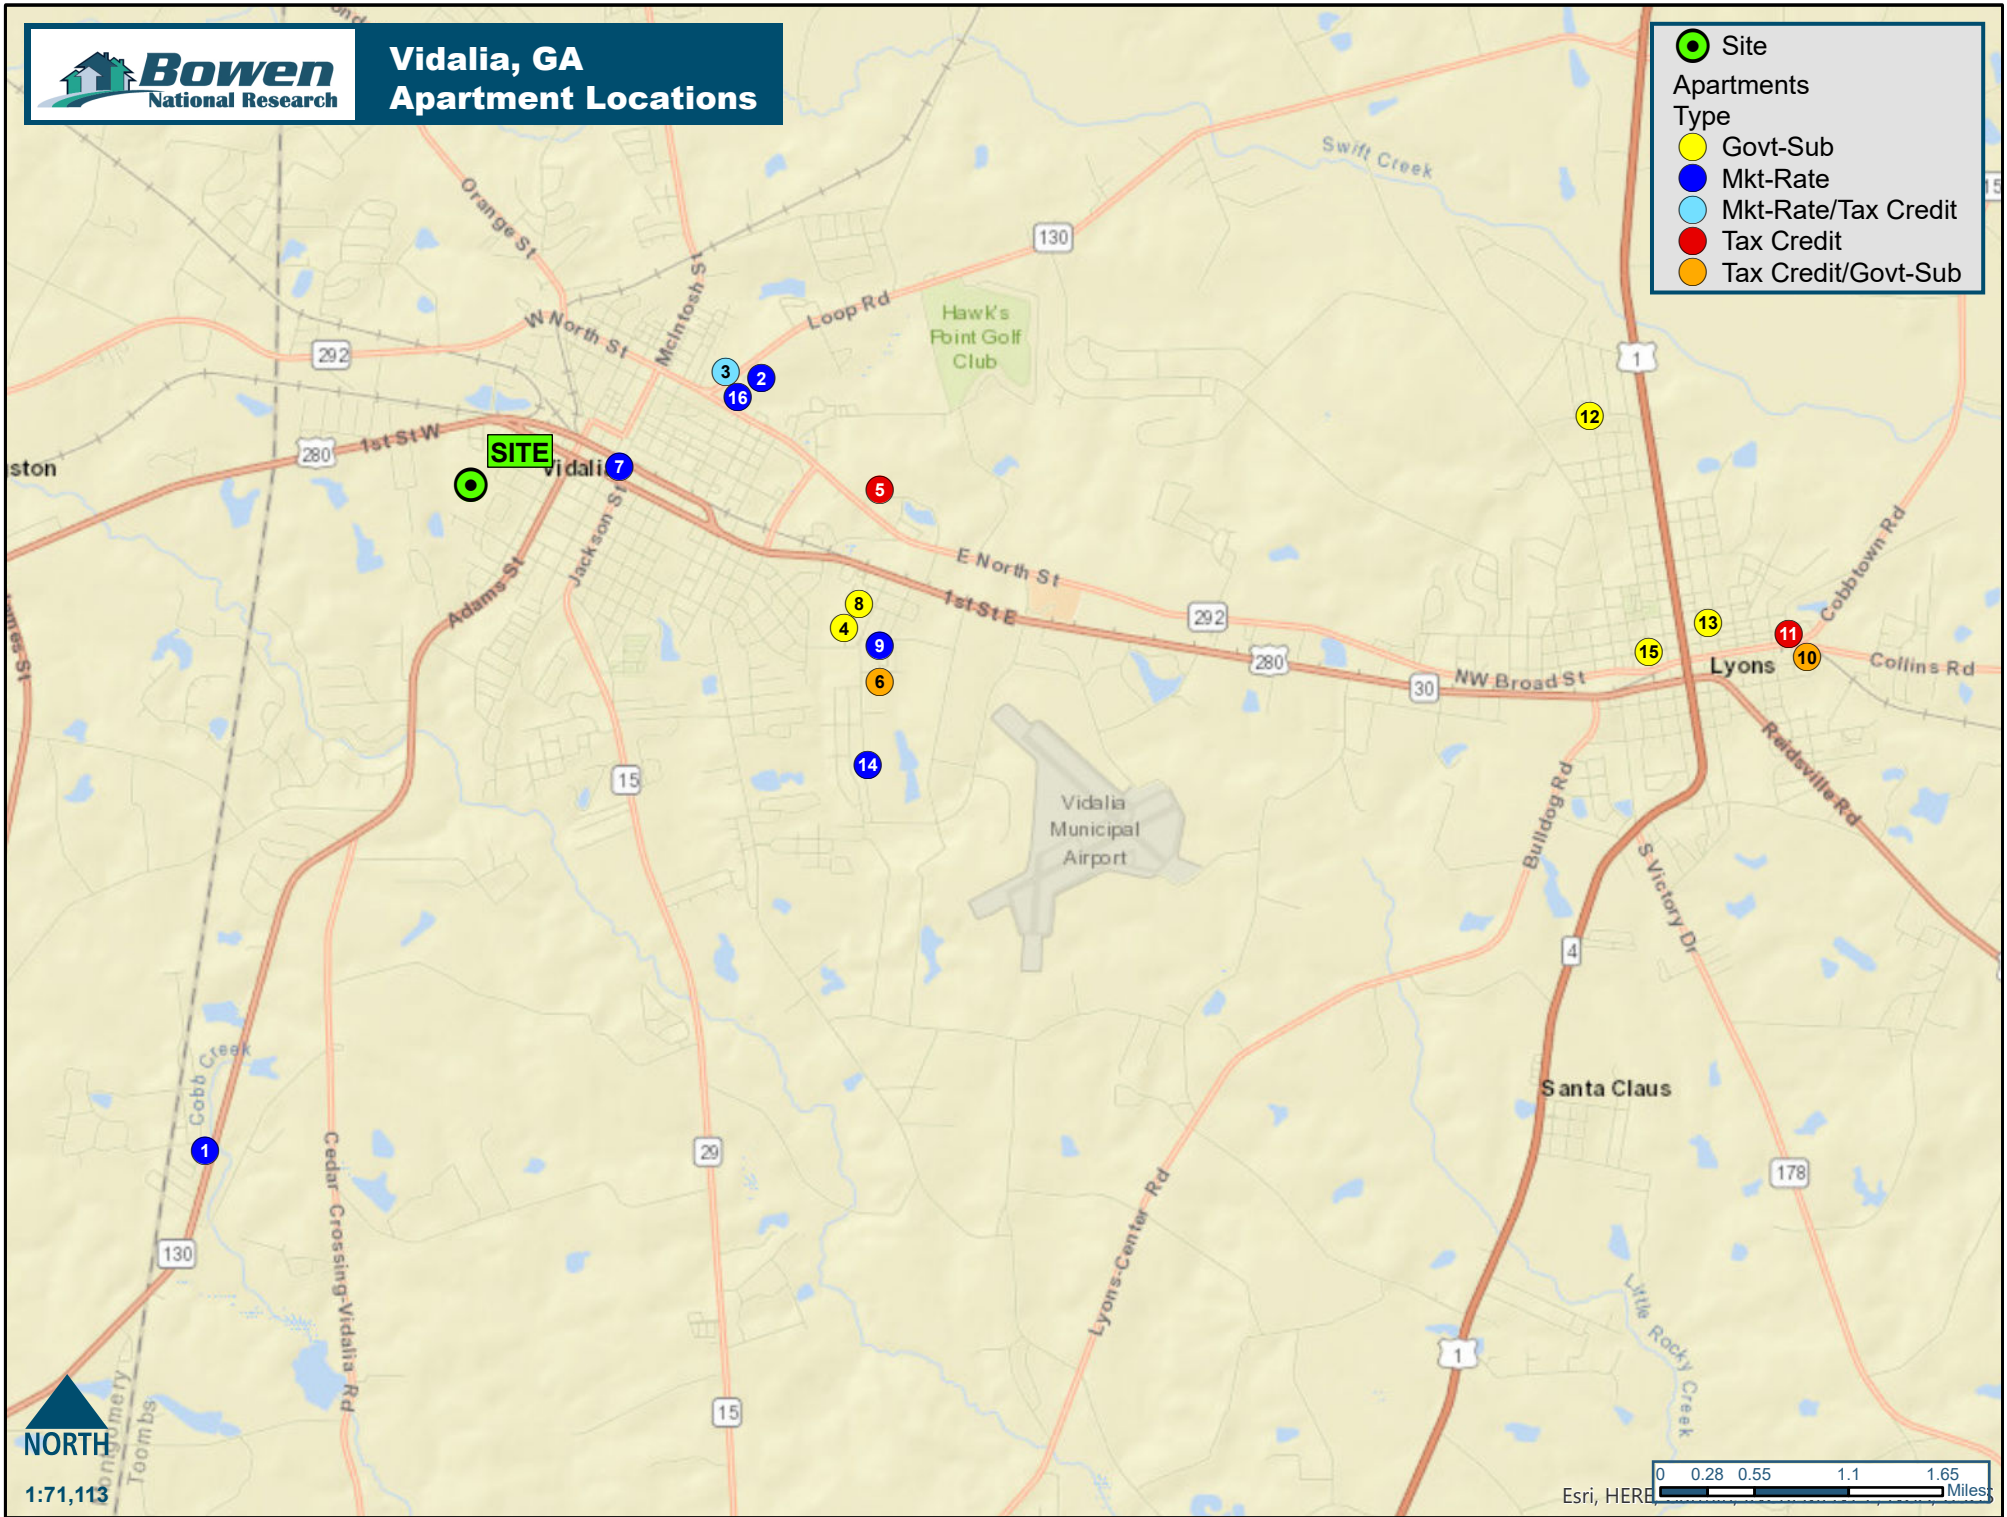 Bowen
National Research
Vidalia, GA
Apartment Locations
Site
Apartments
Type
Govt-Sub
Mkt-Rate
Mkt-Rate/Tax Credit
Tax Credit
Tax Credit/Govt-Sub
Swift Creek
Orange St
130
McIntosh St
Loop Rd
Hawk's
Point Golf
Club
W North St
292
1
3
2
16
12
1st St W
280
SITE
Vidalia
7
ston
5
Jackson St
Adams St
E North St
Cobbtown Rd
8
1st St E
292
4
9
13
11
15
10
280
Lyons
Collins Rd
6
NW Broad St
30
14
15
Reidsville Rd
Vidalia
Municipal
Airport
Bulldog Rd
S Victory Dr
4
Cobb Creek
Santa Claus
1
29
178
Cedar Crossing-Vidalia Rd
Lyons-Center Rd
130
Little Rocky Creek
1
15
NORTH
Toombs
1:71,113
0 0.28 0.55 1.1 1.65
Miles
Esri, HERE